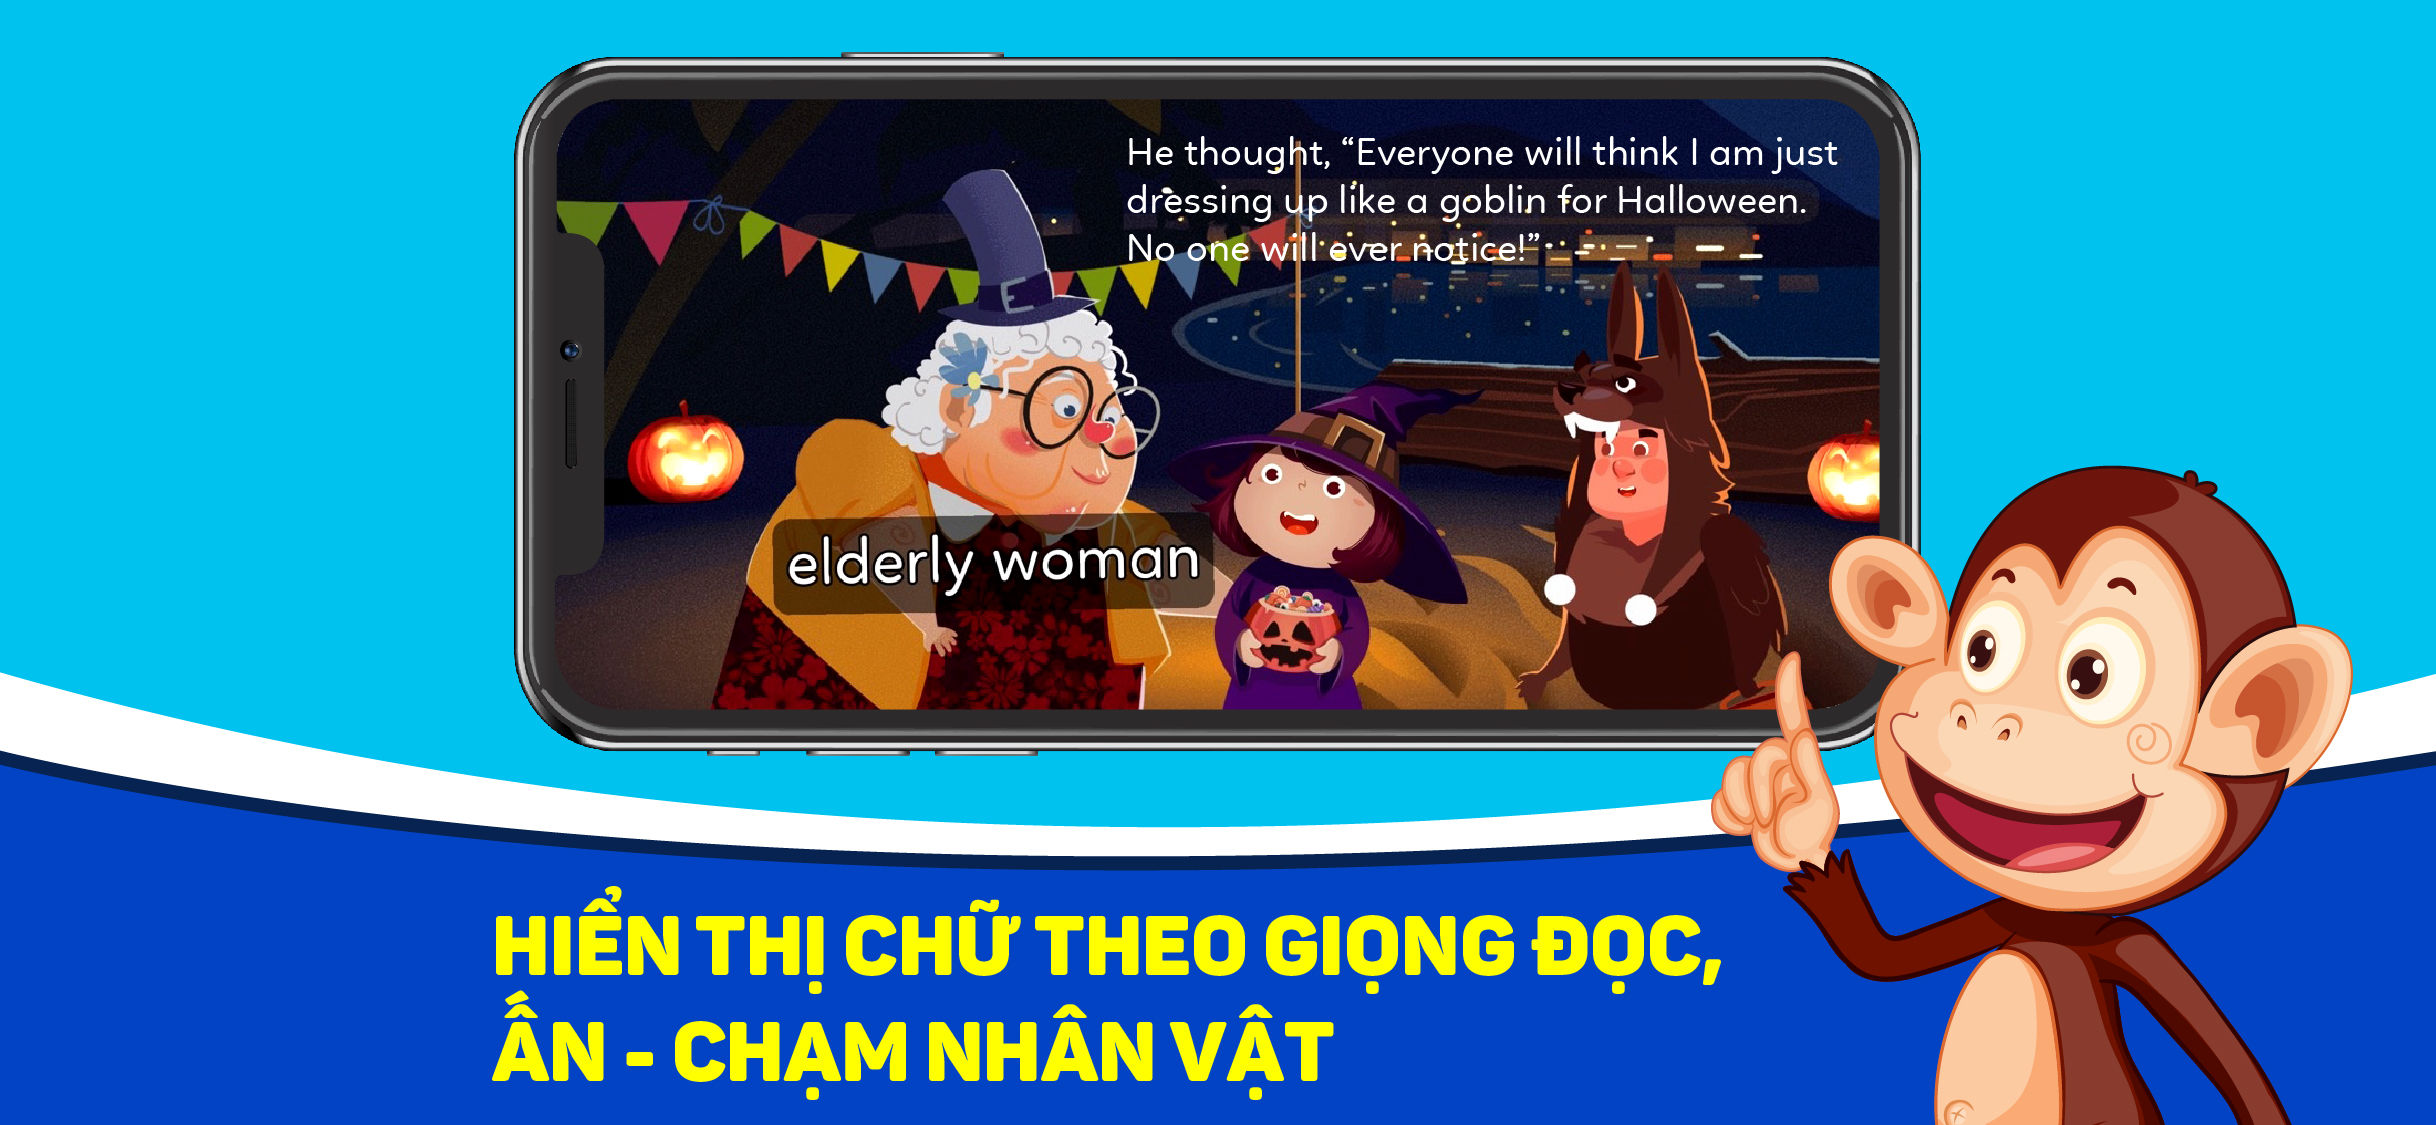 He thought, “Everyone will think I am just
dressing up like a goblin for Halloween.
No one will ever notice!”
elderly woman
HIỂN THỊ CHỮ THEO GIỌNG ĐỌC,
ẤN - CHẠM NHÂN VẬT